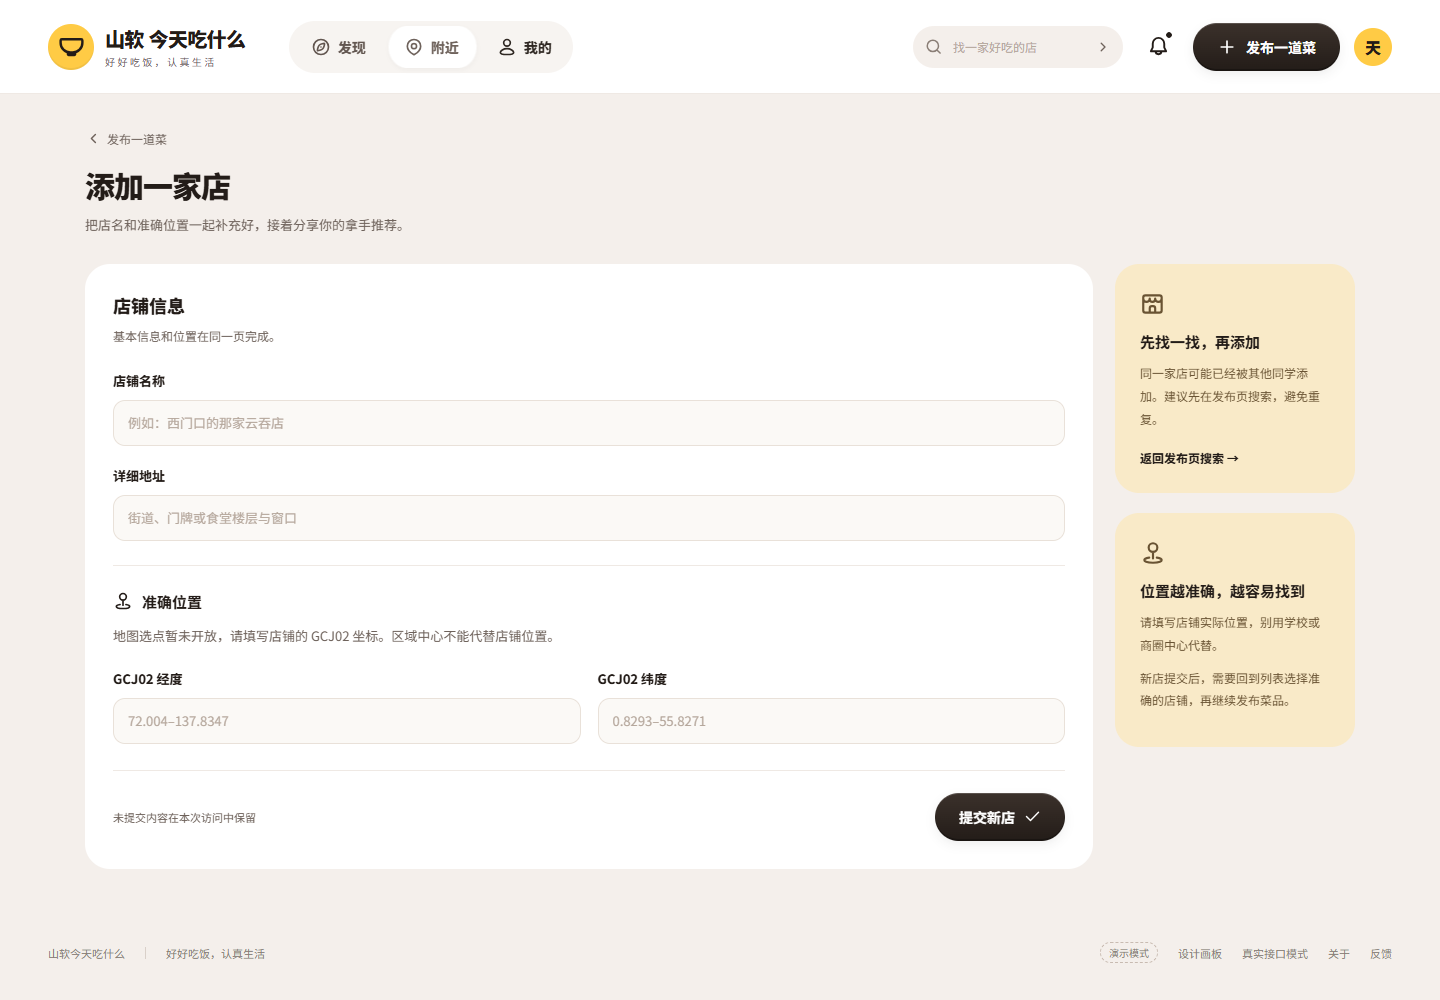 山软 今天吃什么
好好吃饭，认真生活
发现
附近
我的
找一家好吃的店
发布一道菜
天
发布一道菜
添加一家店
把店名和准确位置一起补充好，接着分享你的拿手推荐。
店铺信息
基本信息和位置在同一页完成。
店铺名称
例如：西门口的那家云吞店
详细地址
街道、门牌或食堂楼层与窗口
准确位置
地图选点暂未开放，请填写店铺的 GCJ02 坐标。区域中心不能代替店铺位置。
GCJ02 经度
GCJ02 纬度
72.004–137.8347
0.8293–55.8271
未提交内容在本次访问中保留
提交新店
先找一找，再添加
同一家店可能已经被其他同学添
加。建议先在发布页搜索，避免重
复。
返回发布页搜索 →
位置越准确，越容易找到
请填写店铺实际位置，别用学校或
商圈中心代替。
新店提交后，需要回到列表选择准
确的店铺，再继续发布菜品。
山软今天吃什么
好好吃饭，认真生活
演示模式
设计画板
真实接口模式
关于
反馈